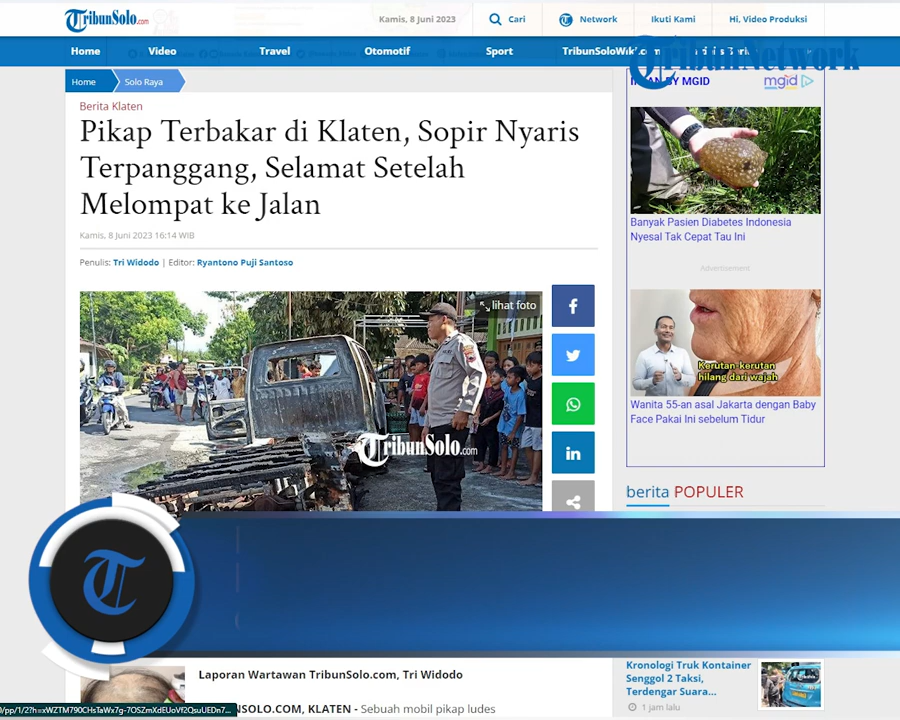 TribunSolo.com
Kamis, 8 Juni 2023
Cari
Network
Ikuti Kami
Hi, Video Produksi
Home
Video
Travel
Otomotif
Sport
TribunSoloWiki.com
TribunNetwork
Home
Solo Raya
BY MGID
mgid
Berita Klaten
Pikap Terbakar di Klaten, Sopir Nyaris
Terpanggang, Selamat Setelah
Melompat ke Jalan
Kamis, 8 Juni 2023 16:14 WIB
Penulis: Tri Widodo | Editor: Ryantono Puji Santoso
lihat foto
TribunSolo.com
Banyak Pasien Diabetes Indonesia
Nyesal Tak Cepat Tau Ini
Advertisement
Kerutan-kerutan
hilang dari wajah
Wanita 55-an asal Jakarta dengan Baby
Face Pakai Ini sebelum Tidur
berita POPULER
Kronologi Truk Kontainer
Senggol 2 Taksi,
Terdengar Suara...
1 jam lalu
Laporan Wartawan TribunSolo.com, Tri Widodo
NSOLO.COM, KLATEN - Sebuah mobil pikap ludes